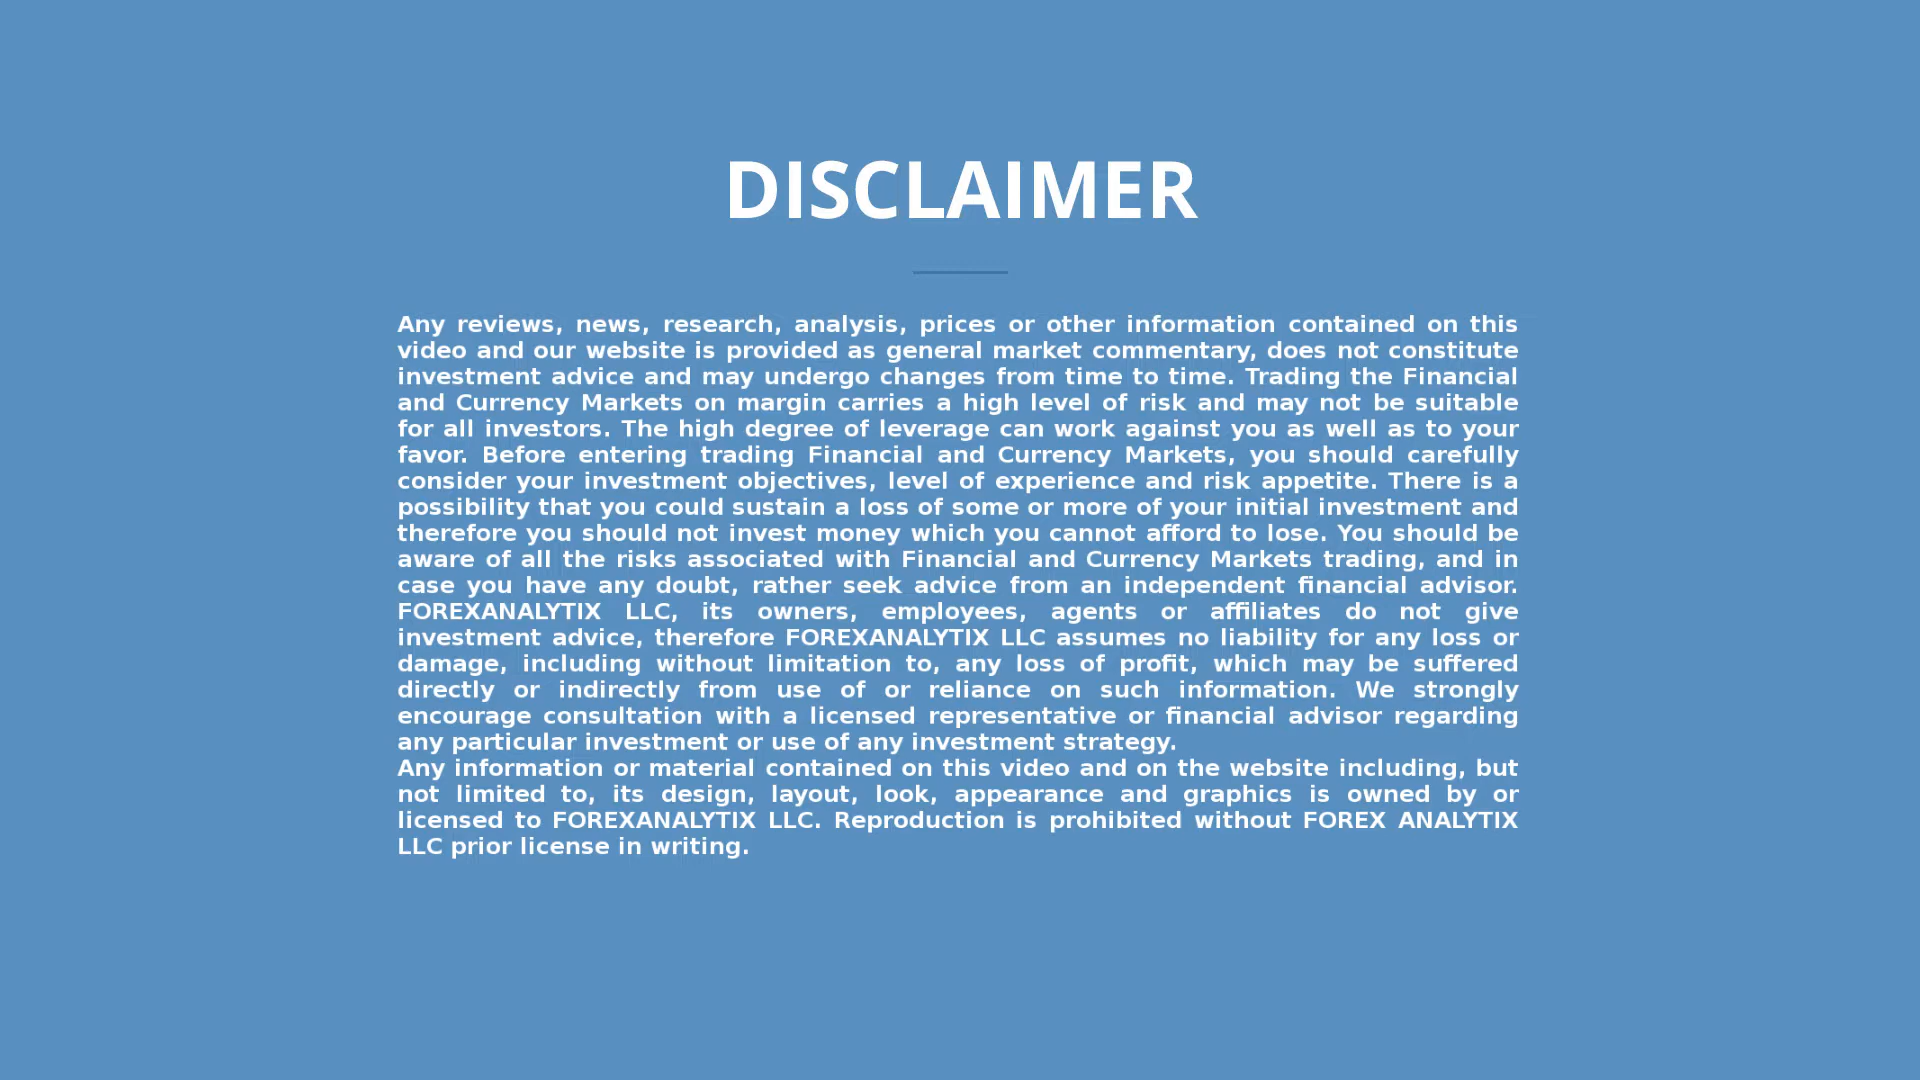 DISCLAIMER
Any reviews, news, research, analysis, prices or other information contained on this
video and our website is provided as general market commentary, does not constitute
investment advice and may undergo changes from time to time. Trading the Financial
and Currency Markets on margin carries a high level of risk and may not be suitable
for all investors. The high degree of leverage can work against you as well as to your
favor. Before entering trading Financial and Currency Markets, you should carefully
consider your investment objectives, level of experience and risk appetite. There is a
possibility that you could sustain a loss of some or more of your initial investment and
therefore you should not invest money which you cannot afford to lose. You should be
aware of all the risks associated with Financial and Currency Markets trading, and in
case you have any doubt, rather seek advice from an independent financial advisor.
FOREXANALYTIX LLC, its owners, employees, agents or affiliates do not give
investment advice, therefore FOREXANALYTIX LLC assumes no liability for any loss or
damage, including without limitation to, any loss of profit, which may be suffered
directly or indirectly from use of or reliance on such information. We strongly
encourage consultation with a licensed representative or financial advisor regarding
any particular investment or use of any investment strategy.
Any information or material contained on this video and on the website including, but
not limited to, its design, layout, look, appearance and graphics is owned by or
licensed to FOREXANALYTIX LLC. Reproduction is prohibited without FOREX ANALYTIX
LLC prior license in writing.